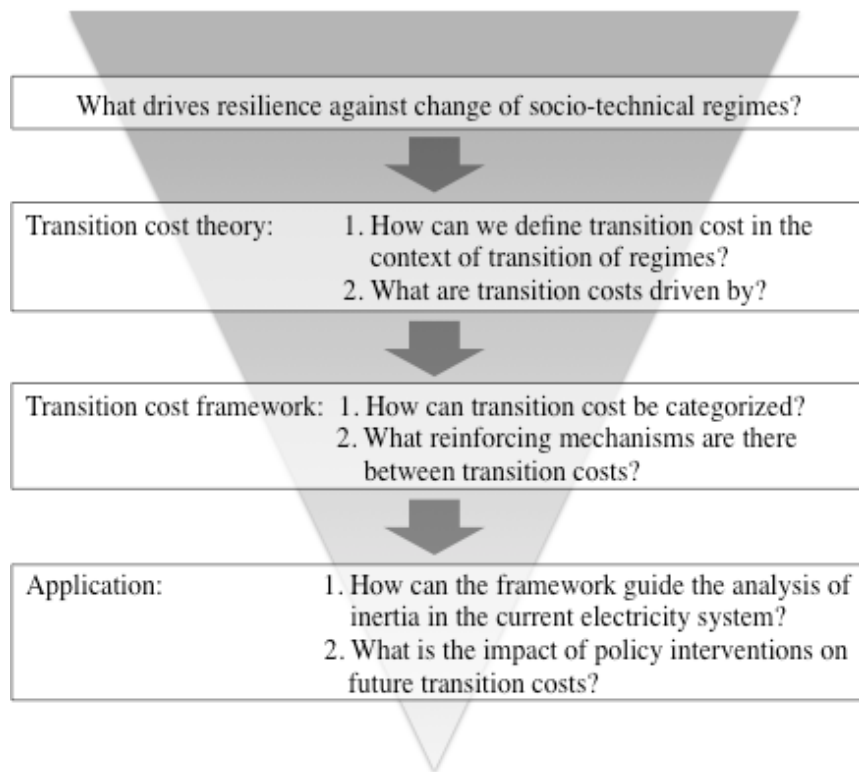 What drives resilience against change of socio-technical regimes?
Transition cost theory: 1. How can we define transition cost in the
context of transition of regimes?
2. What are transition costs driven by?
Transition cost framework: 1. How can transition cost be categorized?
2. What reinforcing mechanisms are there
between transition costs?
Application: 1. How can the framework guide the analysis of
inertia in the current electricity system?
2. What is the impact of policy interventions on
future transition costs?